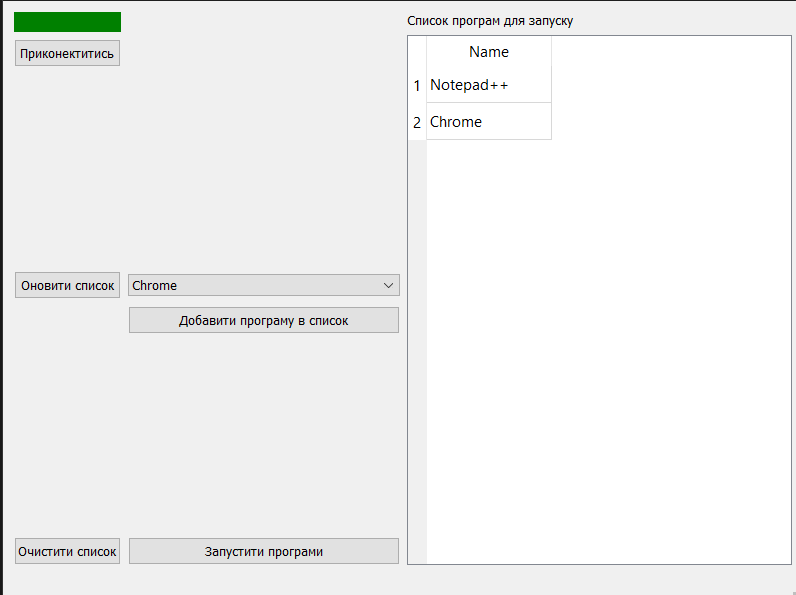 Приконектитись
Оновити список
Chrome
Добавити програму в список
Очистити список
Запустити програми
Список програм для запуску
Name
1 Notepad++
2 Chrome